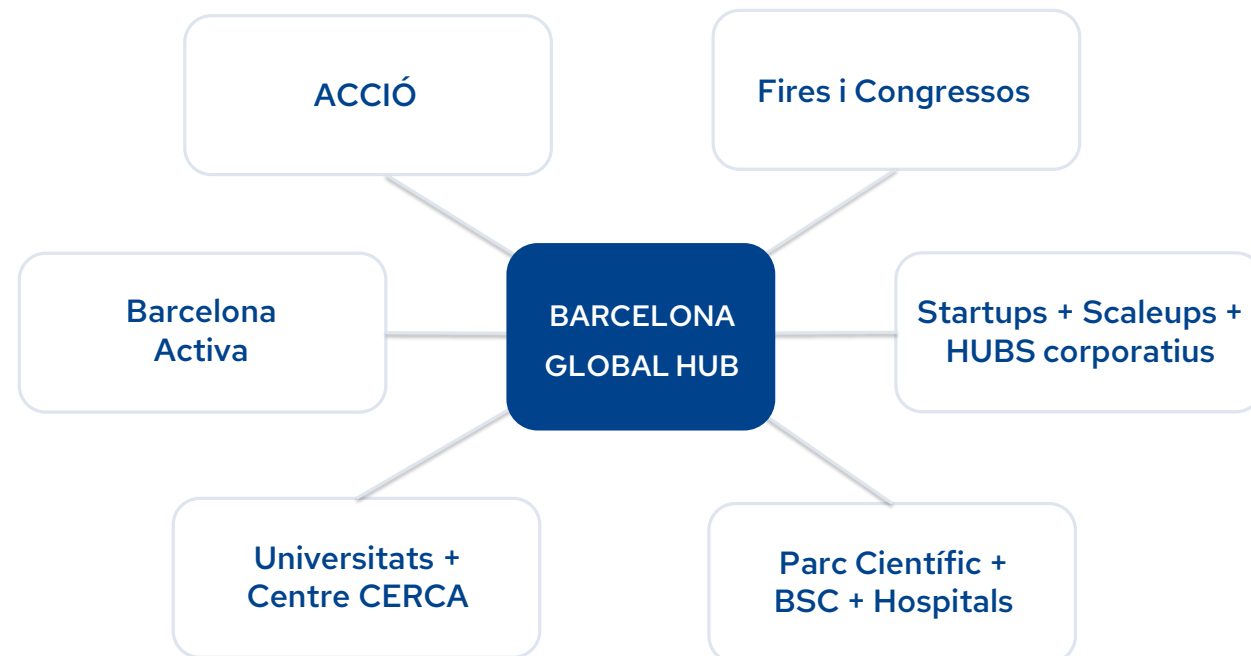 ACCIÓ
Fires i Congressos
Barcelona
Activa
BARCELONA
GLOBAL HUB
Startups + Scaleups +
HUBS corporatius
Universitats +
Centre CERCA
Parc Científic +
BSC + Hospitals